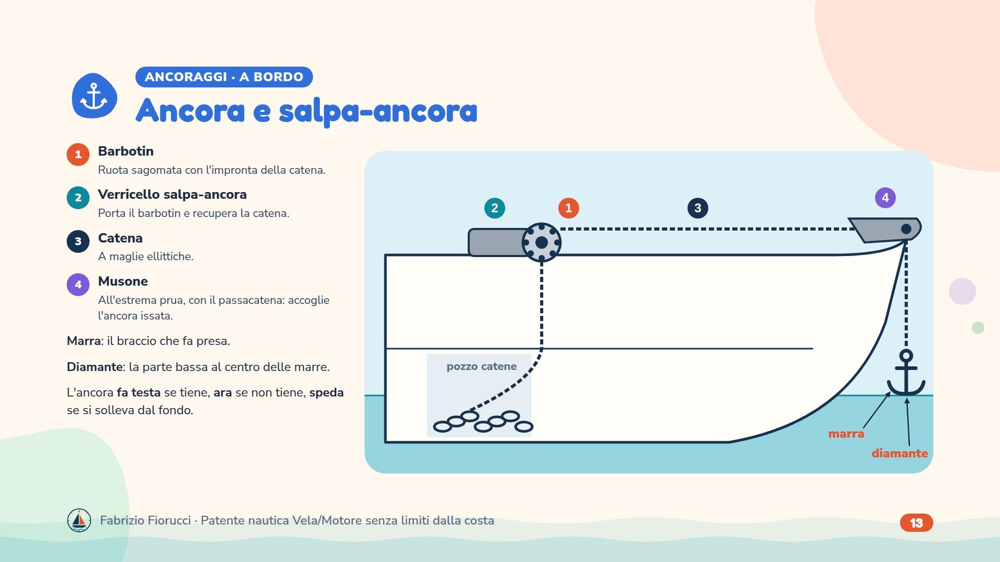 ANCORAGGI · A BORDO
Ancora e salpa-ancora
1
Barbotin
Ruota sagomata con l'impronta della catena.
2
Verricello salpa-ancora
Porta il barbotin e recupera la catena.
3
Catena
A maglie ellittiche.
4
Musone
All'estrema prua, con il passacatena: accoglie
l'ancora issata.
Marra: il braccio che fa presa.
Diamante: la parte bassa al centro delle marre.
L'ancora fa testa se tiene, ara se non tiene, speda
se si solleva dal fondo.
2
1
3
4
pozzo catene
marra
diamante
Fabrizio Fiorucci · Patente nautica Vela/Motore senza limiti dalla costa
13